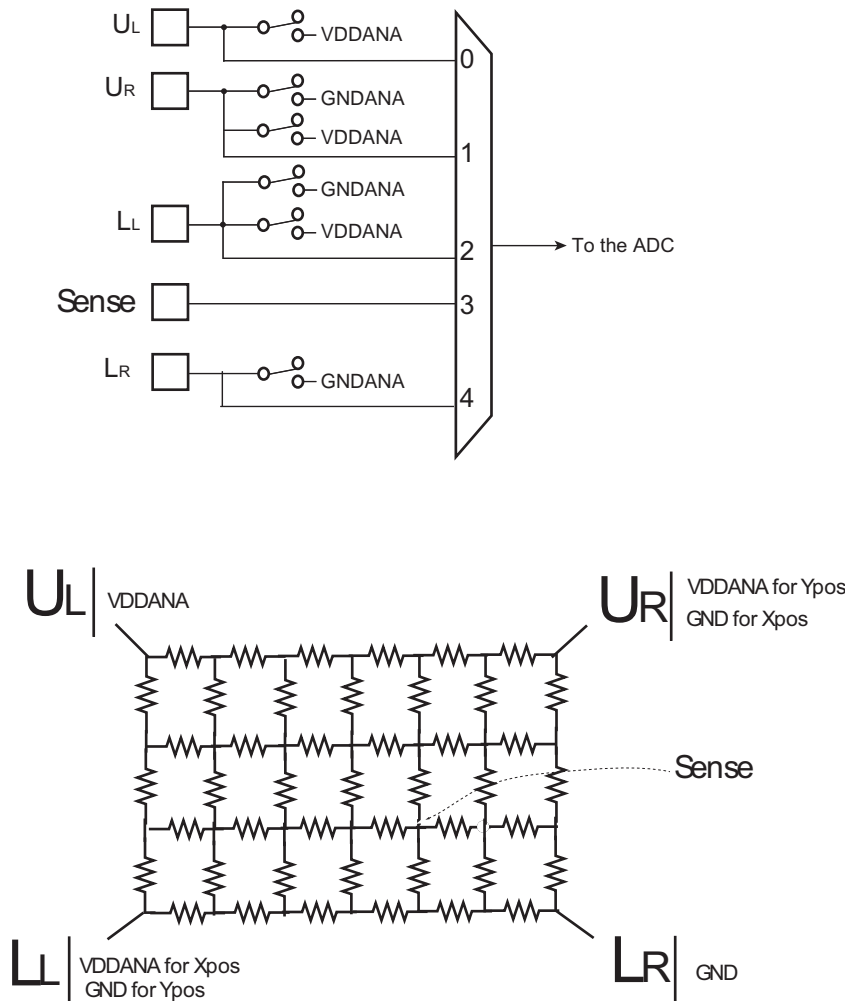 UL
VDDANA
0
UR
GNDANA
VDDANA
1
GNDANA
LL
VDDANA
2
To the ADC
Sense
3
LR
GNDANA
4
UL
VDDANA
UR
VDDANA for Ypos
GND for Xpos
Sense
LL
VDDANA for Xpos
GND for Ypos
LR
GND